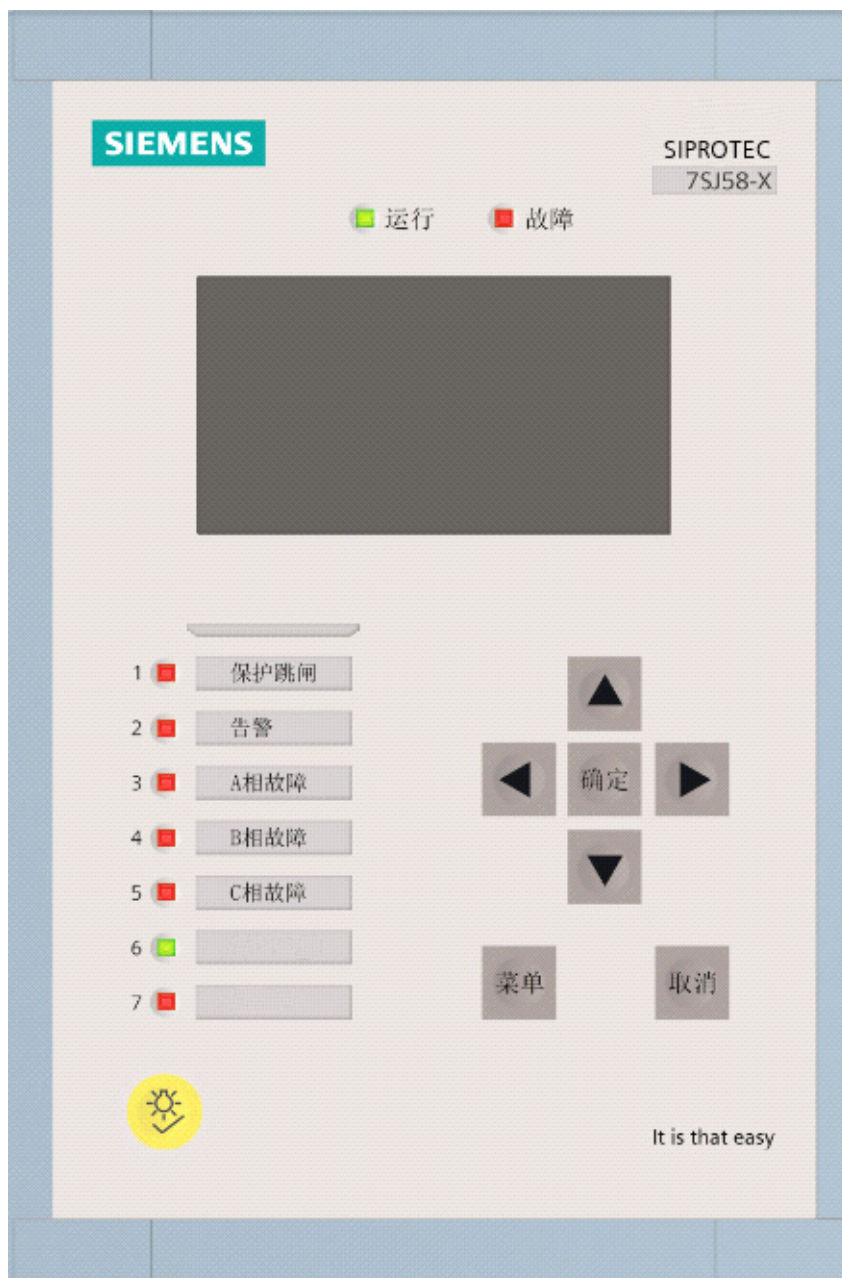 SIEMENS
SIPROTEC
7SJ58-X
运行
故障
1 保护跳闸
2 告警
3 A相故障
4 B相故障
5 C相故障
6
7
确定
菜单
取消
It is that easy